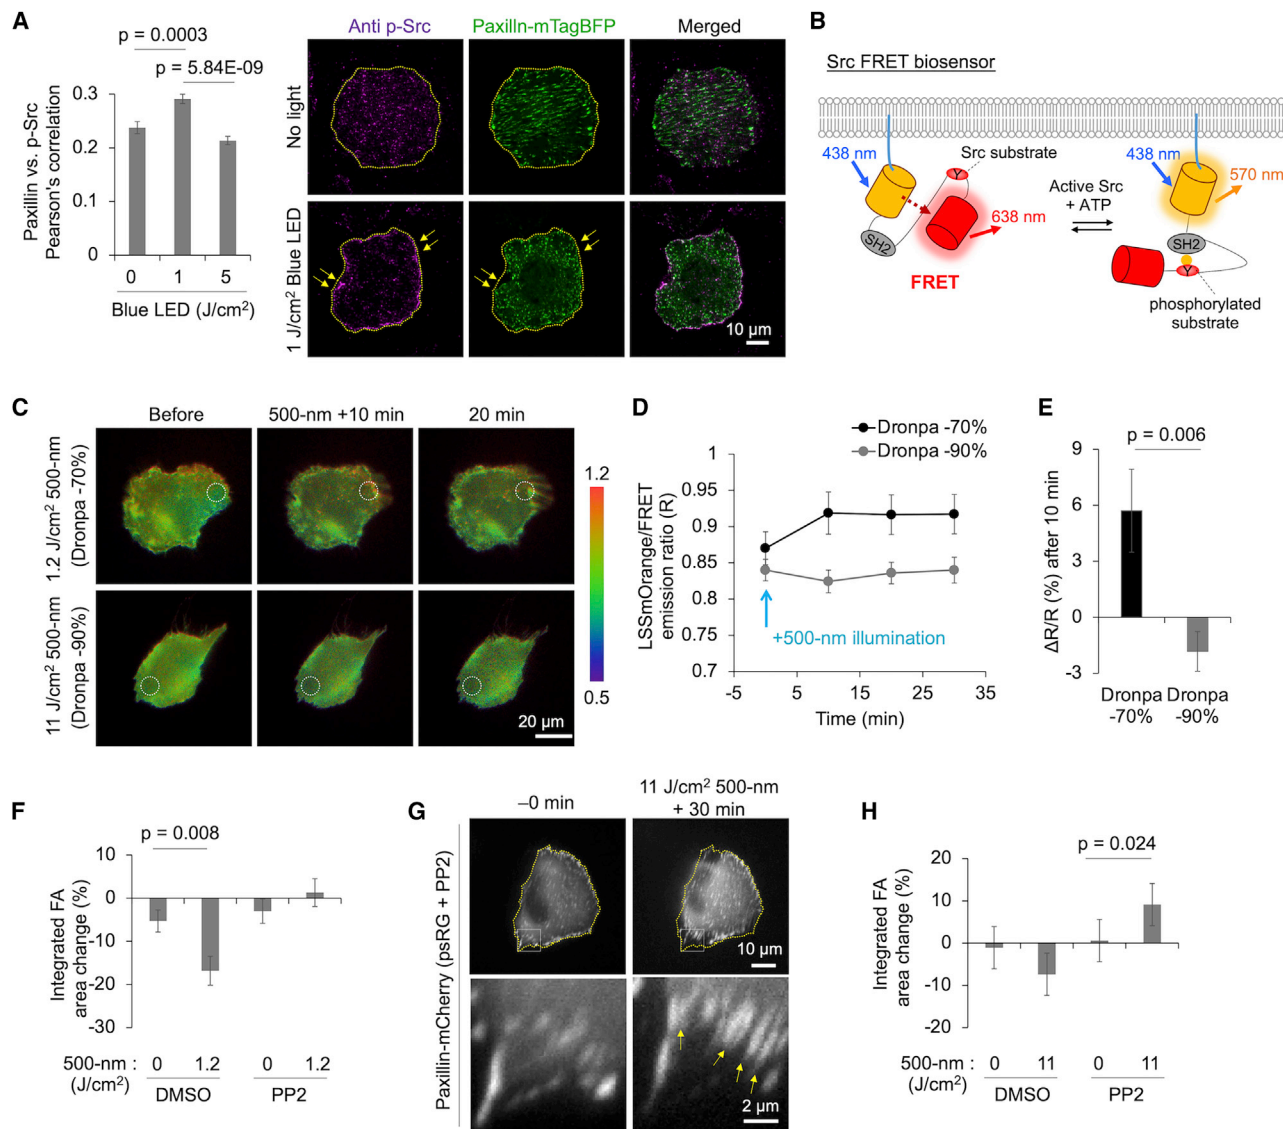 A
p = 0.0003
p = 5.84E-09
0.3
0.2
0.1
0
Paxillin vs. p-Src
Pearson's correlation
0 1 5
Blue LED (J/cm²)
Anti p-Src
Paxilln-mTagBFP
Merged
No light
1 J/cm² Blue LED
10 µm
B
Src FRET biosensor
438 nm
Src substrate
Y
SH2
638 nm
FRET
Active Src
+ ATP
438 nm
570 nm
SH2
Y
phosphorylated
substrate
C
Before
500-nm +10 min
20 min
1.2 J/cm² 500-nm
(Dronpa -70%)
11 J/cm² 500-nm
(Dronpa -90%)
1.2
0.5
20 µm
D
Dronpa -70%
Dronpa -90%
LSSmOrange/FRET
emission ratio (R)
1
0.95
0.9
0.85
0.8
0.75
0.7
+500-nm illumination
-5 5 15 25 35
Time (min)
E
p = 0.006
ΔR/R (%) after 10 min
9
6
3
0
-3
Dronpa Dronpa
-70% -90%
F
p = 0.008
Integrated FA
area change (%)
10
0
-10
-20
-30
500-nm : 0 1.2 0 1.2
(J/cm²)
DMSO PP2
G
–0 min
11 J/cm² 500-nm
+ 30 min
Paxillin-mCherry (psRG + PP2)
10 µm
2 µm
H
p = 0.024
Integrated FA
area change (%)
20
10
0
-10
-20
500-nm : 0 11 0 11
(J/cm²)
DMSO PP2